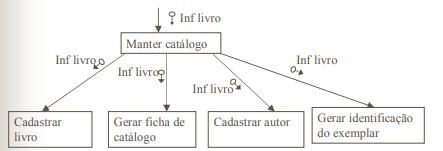 Inf livro
Manter catálogo
Inf livro
Inf livro
Inf livro
Inf livro
Cadastrar
livro
Gerar ficha de
catálogo
Cadastrar autor
Gerar identificação
do exemplar